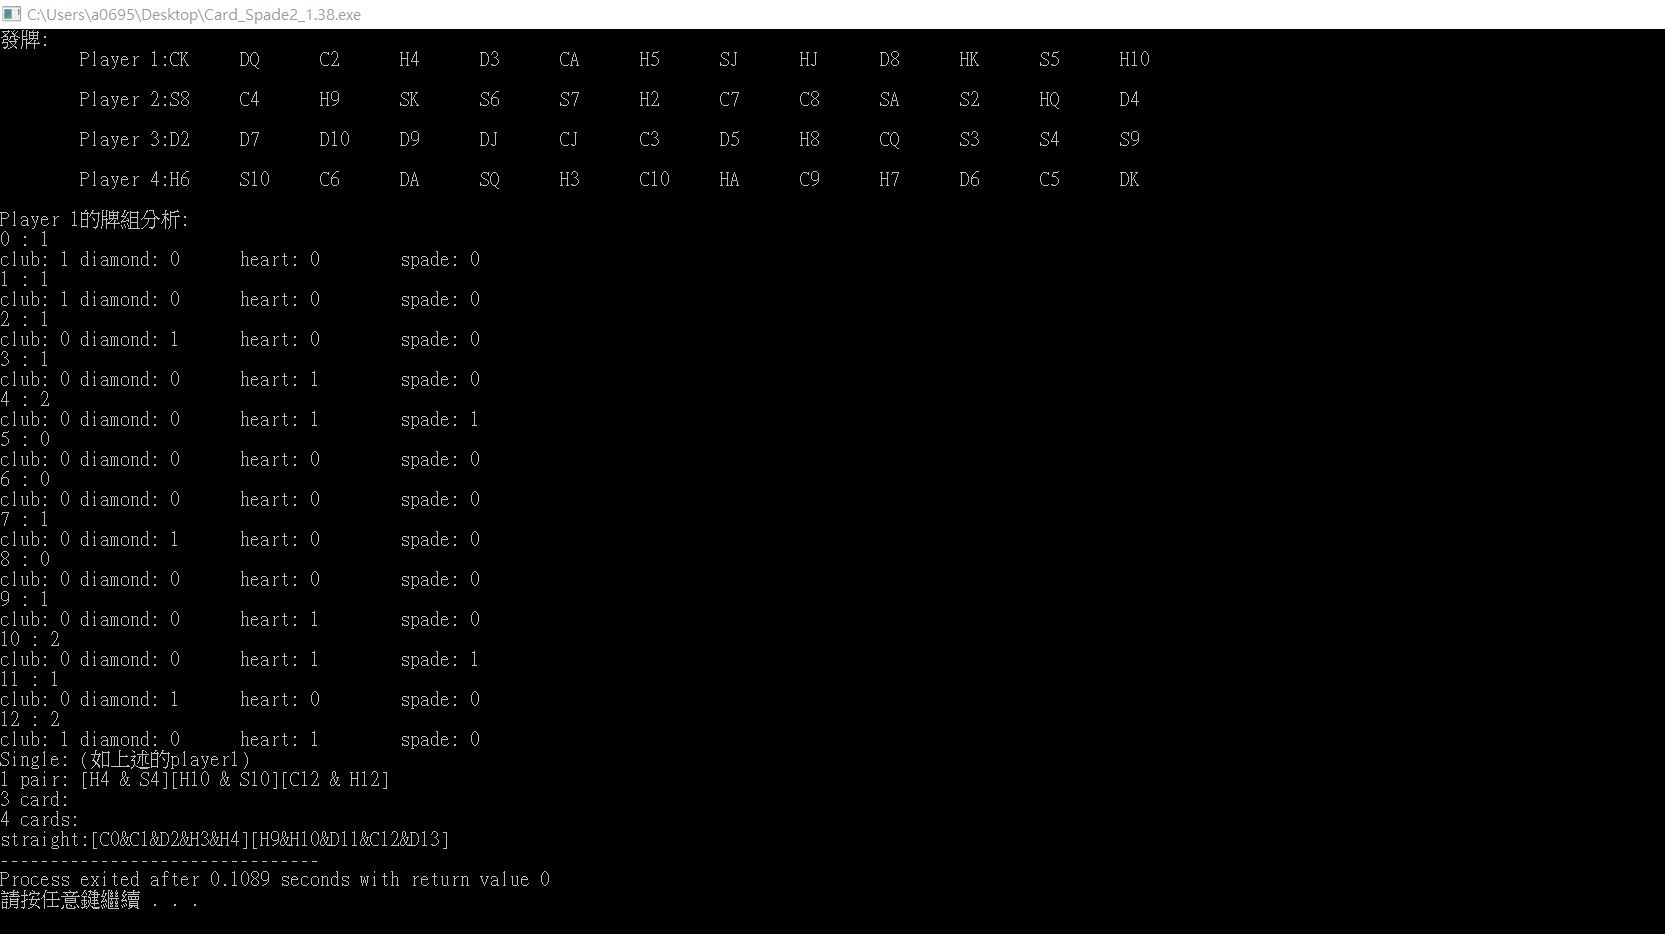 C:\Users\a0695\Desktop\Card_Spade2_1.38.exe
發牌:
Player 1:CK DQ C2 H4 D3 CA H5 SJ HJ D8 HK S5 H10
Player 2:S8 C4 H9 SK S6 S7 H2 C7 C8 SA S2 HQ D4
Player 3:D2 D7 D10 D9 DJ CJ C3 D5 H8 CQ S3 S4 S9
Player 4:H6 S10 C6 DA SQ H3 C10 HA C9 H7 D6 C5 DK
Player 1的牌組分析:
0 : 1
club: 1 diamond: 0 heart: 0 spade: 0
1 : 1
club: 1 diamond: 0 heart: 0 spade: 0
2 : 1
club: 0 diamond: 1 heart: 0 spade: 0
3 : 1
club: 0 diamond: 0 heart: 1 spade: 0
4 : 2
club: 0 diamond: 0 heart: 1 spade: 1
5 : 0
club: 0 diamond: 0 heart: 0 spade: 0
6 : 0
club: 0 diamond: 0 heart: 0 spade: 0
7 : 1
club: 0 diamond: 1 heart: 0 spade: 0
8 : 0
club: 0 diamond: 0 heart: 0 spade: 0
9 : 1
club: 0 diamond: 0 heart: 1 spade: 0
10 : 2
club: 0 diamond: 0 heart: 1 spade: 1
11 : 1
club: 0 diamond: 1 heart: 0 spade: 0
12 : 2
club: 1 diamond: 0 heart: 1 spade: 0
Single: (如上述的player1)
1 pair: [H4 & S4][H10 & S10][C12 & H12]
3 card:
4 cards:
straight:[C0&C1&D2&H3&H4][H9&H10&D11&C12&D13]
--------------------------------
Process exited after 0.1089 seconds with return value 0
請按任意鍵繼續 . . .